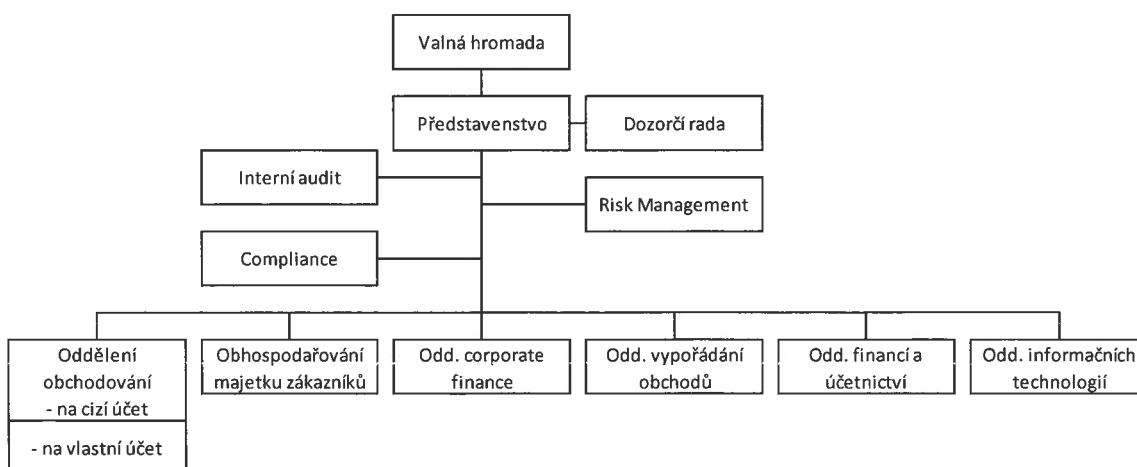 Valná hromada
Představenstvo
Dozorčí rada
Interní audit
Risk Management
Compliance
Oddělení
obchodování
- na cizí účet
- na vlastní účet
Obhospodařování
majetku zákazníků
Odd. corporate
finance
Odd. vypořádání
obchodů
Odd. financí a
účetnictví
Odd. informačních
technologií